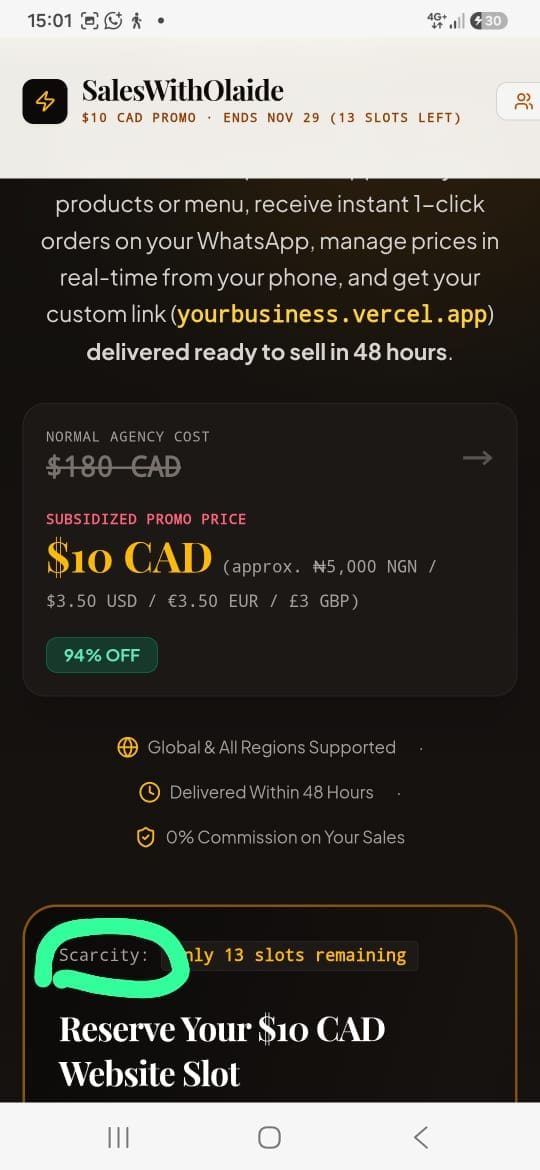 15:01
4G+
30
SalesWithOlaide
$10 CAD PROMO · ENDS NOV 29 (13 SLOTS LEFT)
products or menu, receive instant 1-click
orders on your WhatsApp, manage prices in
real-time from your phone, and get your
custom link (yourbusiness.vercel.app)
delivered ready to sell in 48 hours.
NORMAL AGENCY COST
$180 CAD
→
SUBSIDIZED PROMO PRICE
$10 CAD (approx. ₦5,000 NGN /
$3.50 USD / €3.50 EUR / £3 GBP)
94% OFF
Global & All Regions Supported ·
Delivered Within 48 Hours ·
0% Commission on Your Sales
Scarcity: nly 13 slots remaining
Reserve Your $10 CAD
Website Slot